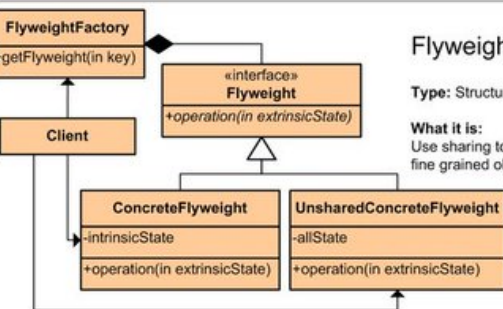 FlyweightFactory
+getFlyweight(in key)
Client
«interface»
Flyweight
+operation(in extrinsicState)
ConcreteFlyweight
-intrinsicState
+operation(in extrinsicState)
UnsharedConcreteFlyweight
-allState
+operation(in extrinsicState)
Flyweigh
Type: Structu
What it is:
Use sharing to
fine grained